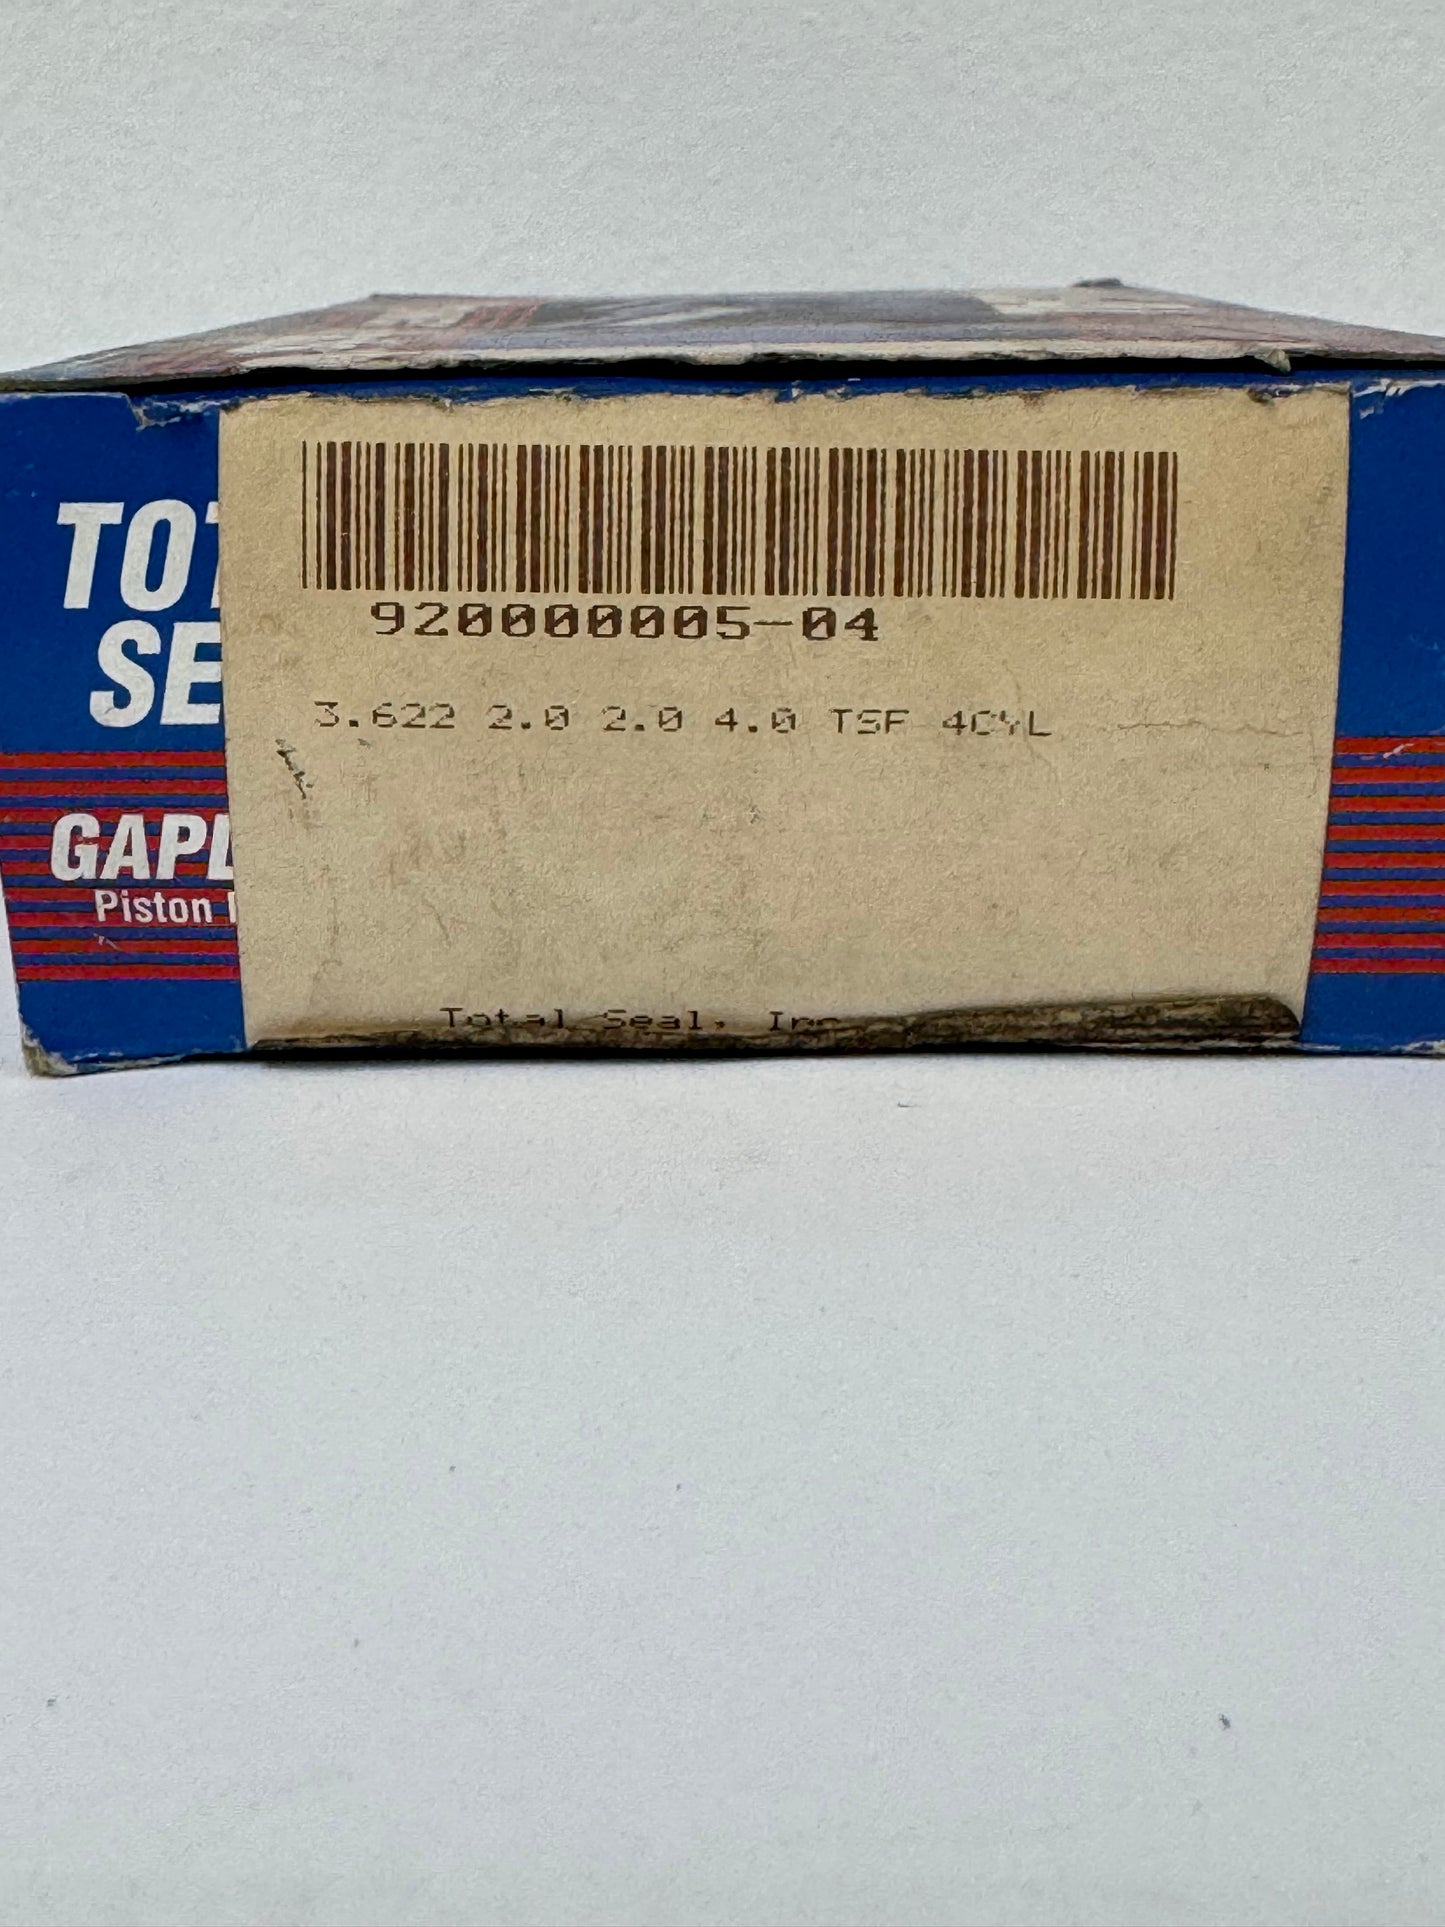 TOT
SE
GAPL
Piston
920000005-04
3.622 2.0 2.0 4.0 TSF 4CYL
Total Seal, Inc